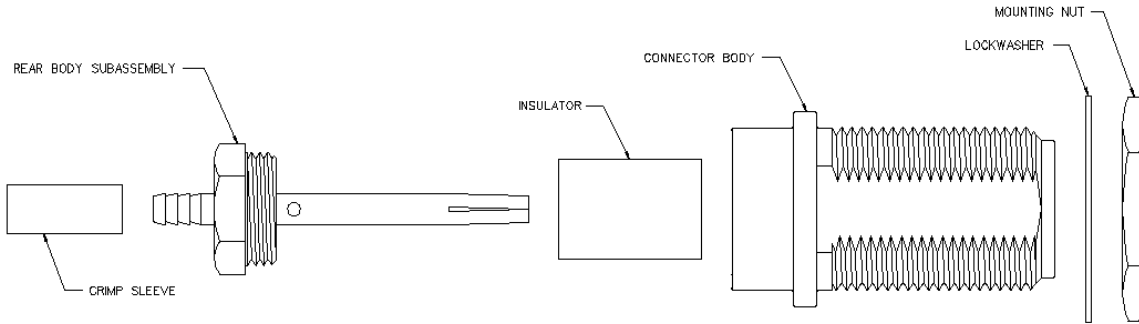 MOUNTING NUT
LOCKWASHER
CONNECTOR BODY
REAR BODY SUBASSEMBLY
INSULATOR
CRIMP SLEEVE